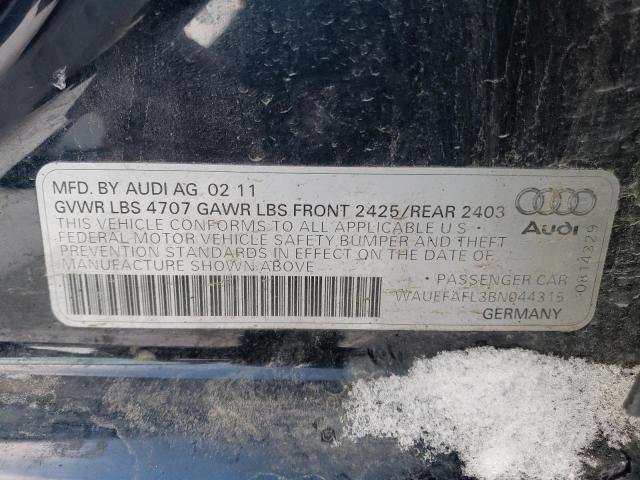 MFD. BY AUDI AG. 02 11
GVWR LBS 4707 GAWR LBS FRONT 2425/REAR 2403
THIS VEHICLE CONFORMS TO ALL APPLICABLE U S
FEDERAL MOTOR VEHICLE SAFETY, BUMPER AND THEFT
PREVENTION STANDARDS IN EFFECT ON THE DATE OF
MANUFACTURE SHOWN ABOVE
Audi
PASSENGER CAR
WAUEFAFL3BN044315
GERMANY
0614329